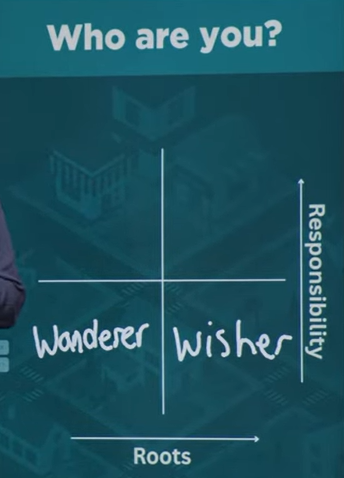 Who are you?
Responsibility
Wanderer
Wisher
Roots